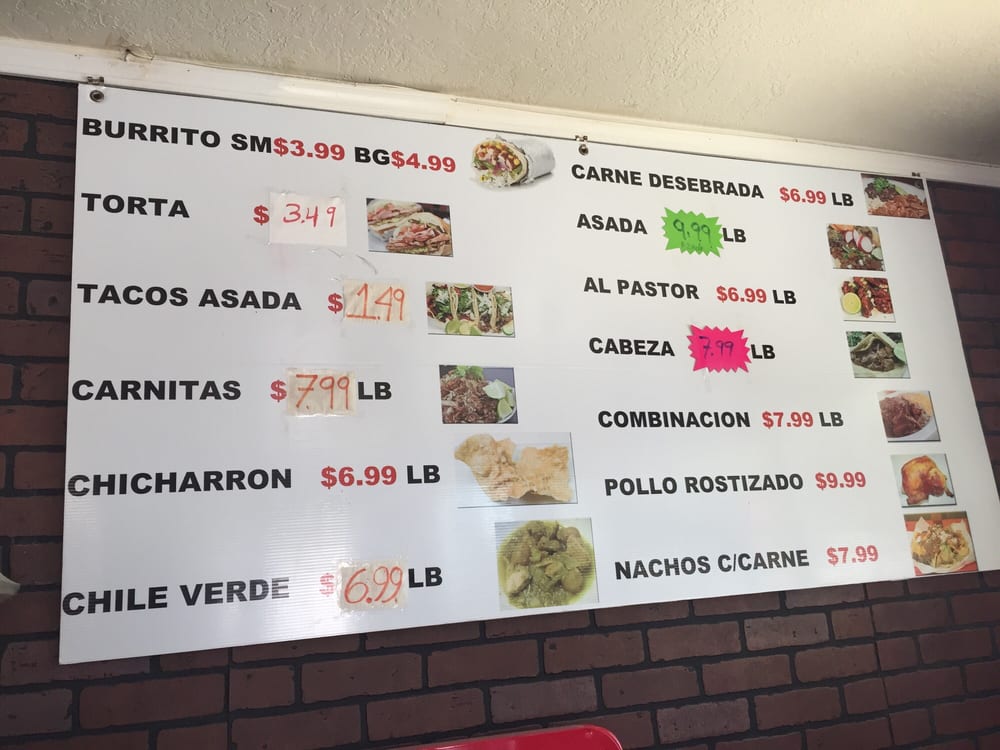 BURRITO SM$3.99 BG$4.99
TORTA $ 3.49
TACOS ASADA $ 1.49
CARNITAS $ 7.99 LB
CHICHARRON $6.99 LB
CHILE VERDE $ 6.99 LB
CARNE DESEBRADA $6.99 LB
ASADA 9.99 LB
AL PASTOR $6.99 LB
CABEZA 7.99 LB
COMBINACION $7.99 LB
POLLO ROSTIZADO $9.99
NACHOS C/CARNE $7.99